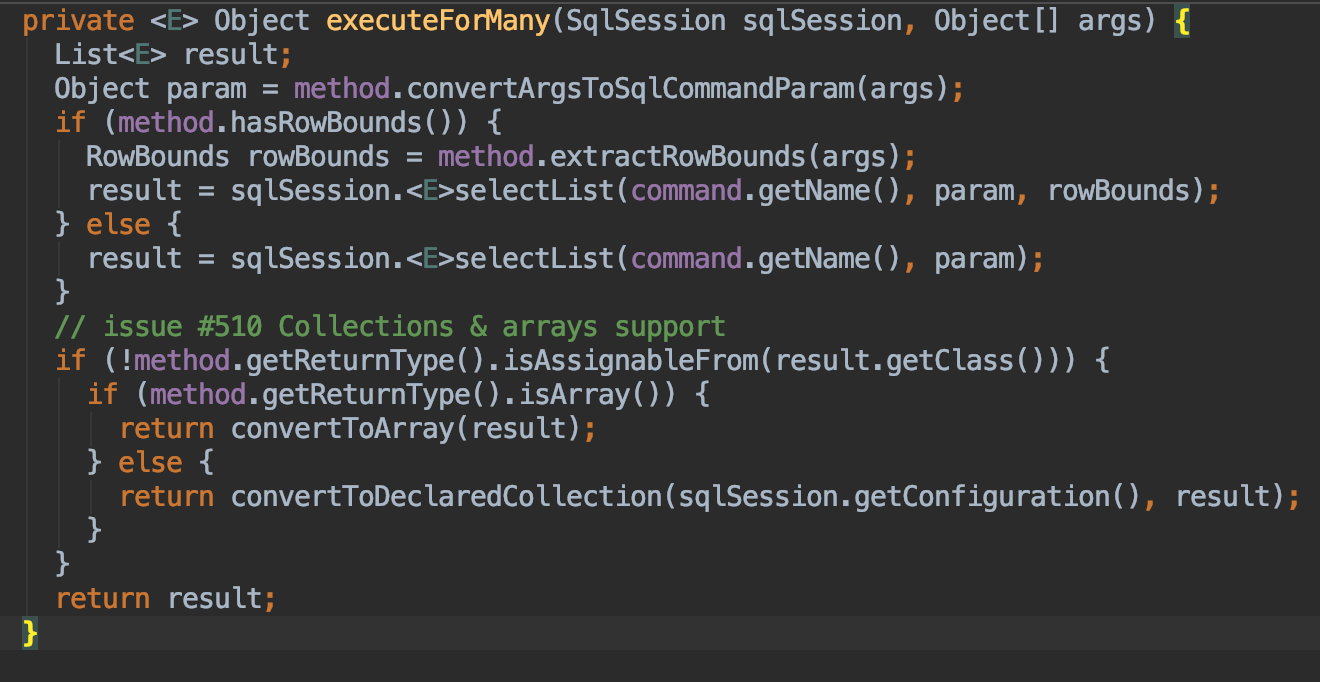 private <E> Object executeForMany(SqlSession sqlSession, Object[] args) {
List<E> result;
Object param = method.convertArgsToSqlCommandParam(args);
if (method.hasRowBounds()) {
RowBounds rowBounds = method.extractRowBounds(args);
result = sqlSession.<E>selectList(command.getName(), param, rowBounds);
} else {
result = sqlSession.<E>selectList(command.getName(), param);
}
// issue #510 Collections & arrays support
if (!method.getReturnType().isAssignableFrom(result.getClass())) {
if (method.getReturnType().isArray()) {
return convertToArray(result);
} else {
return convertToDeclaredCollection(sqlSession.getConfiguration(), result);
}
}
return result;
}